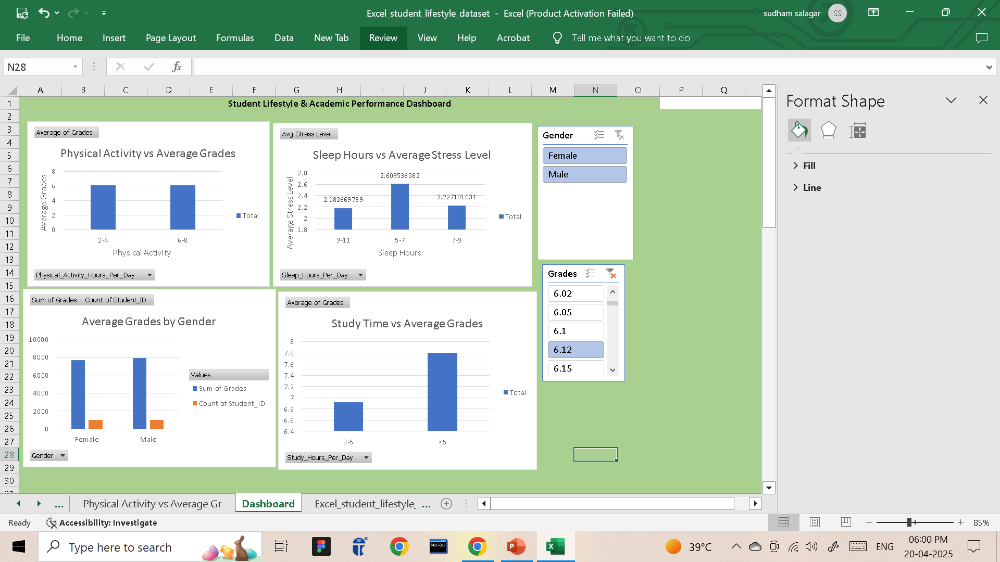 Excel_student_lifestyle_dataset - Excel (Product Activation Failed)
sudham salagar
SS
File Home Insert Page Layout Formulas Data New Tab Review View Help Acrobat Tell me what you want to do
N28
fx
A B C D E F G H I J K L M N O P Q
1
2
3
4
5
6
7
8
9
10
11
12
13
14
15
16
17
18
19
20
21
22
23
24
25
26
27
28
29
30
31
Student Lifestyle & Academic Performance Dashboard
Average of Grades
Physical Activity vs Average Grades
Average Grades
8
6
4
2
0
2-4 6-8
Physical Activity
Total
Physical_Activity_Hours_Per_Day
Avg Stress Level
Sleep Hours vs Average Stress Level
Average Stress Level
2.8
2.6
2.4
2.2
2
1.8
2.182669789
2.609536082
2.227101631
9-11 5-7 7-9
Sleep Hours
Total
Sleep_Hours_Per_Day
Gender
Female
Male
Grades
6.02
6.05
6.1
6.12
6.15
Sum of Grades Count of Student_ID
Average Grades by Gender
10000
8000
6000
4000
2000
0
Female Male
Values
Sum of Grades
Count of Student_ID
Gender
Average of Grades
Study Time vs Average Grades
8
7.8
7.6
7.4
7.2
7
6.8
6.6
6.4
3-5 >5
Total
Study_Hours_Per_Day
Format Shape
Fill
Line
... Physical Activity vs Average Gr Dashboard Excel_student_lifestyle_ ...
Ready Accessibility: Investigate
85%
Type here to search
MySQL
P
X
39°C
ENG
06:00 PM
20-04-2025